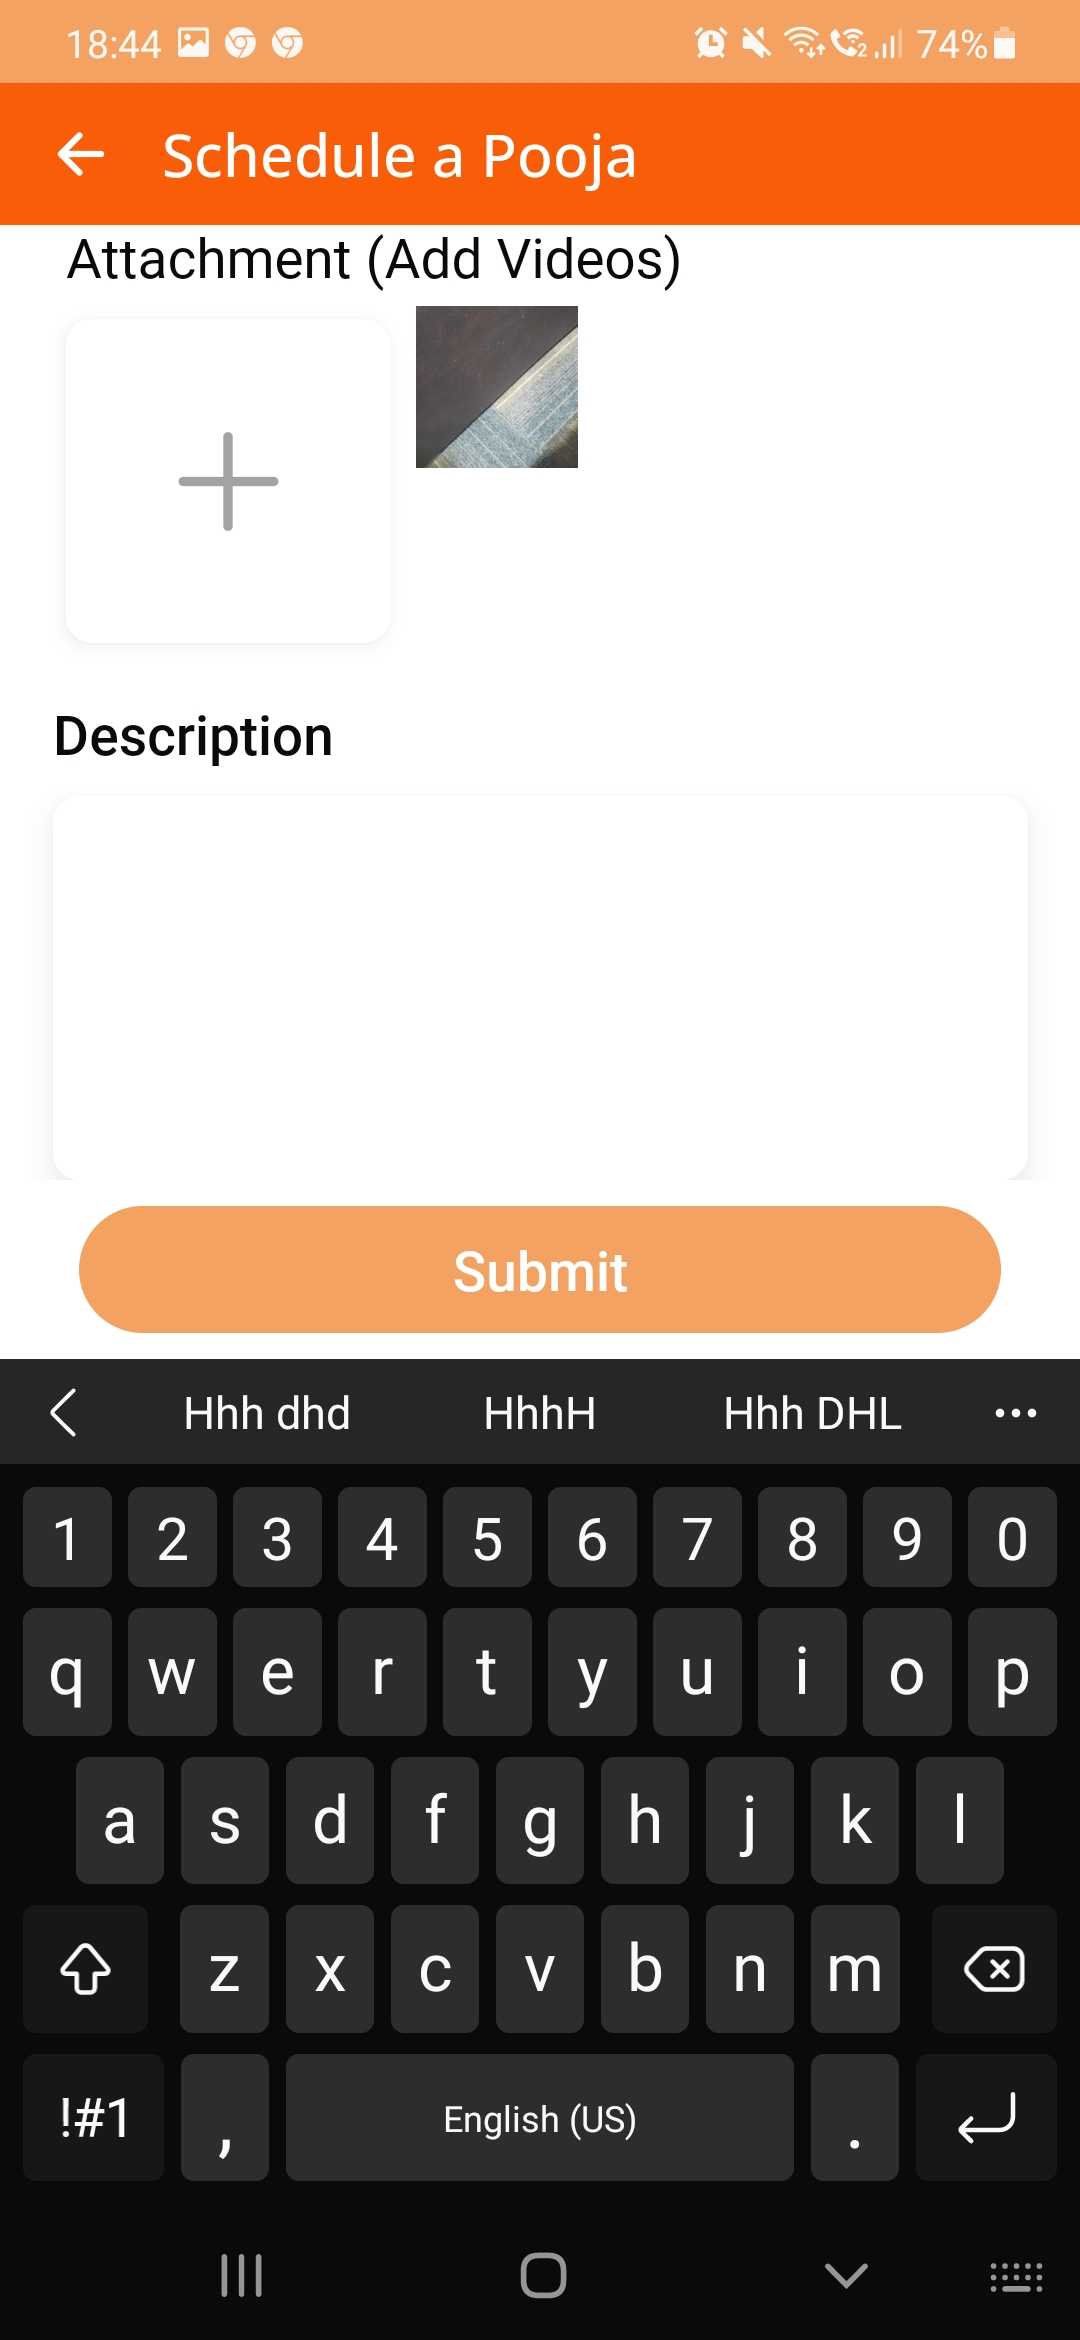 18:44 74%
Schedule a Pooja
Attachment (Add Videos)
Description
Submit
Hhh dhd HhhH Hhh DHL
1 2 3 4 5 6 7 8 9 0
q w e r t y u i o p
a s d f g h j k l
z x c v b n m
!#1 , English (US) .